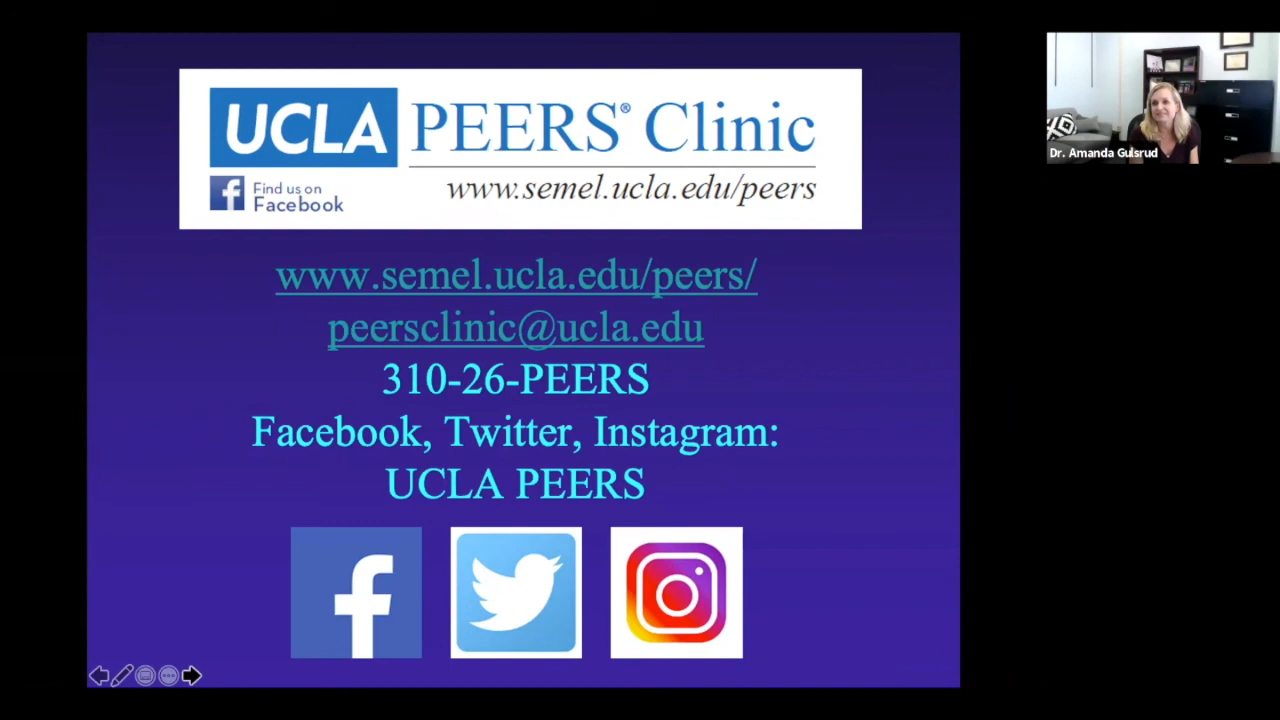 UCLA PEERS® Clinic
www.semel.ucla.edu/peers
f Find us on
Facebook
www.semel.ucla.edu/peers/
peersclinic@ucla.edu
310-26-PEERS
Facebook, Twitter, Instagram:
UCLA PEERS
f
Dr. Amanda Gulsrud